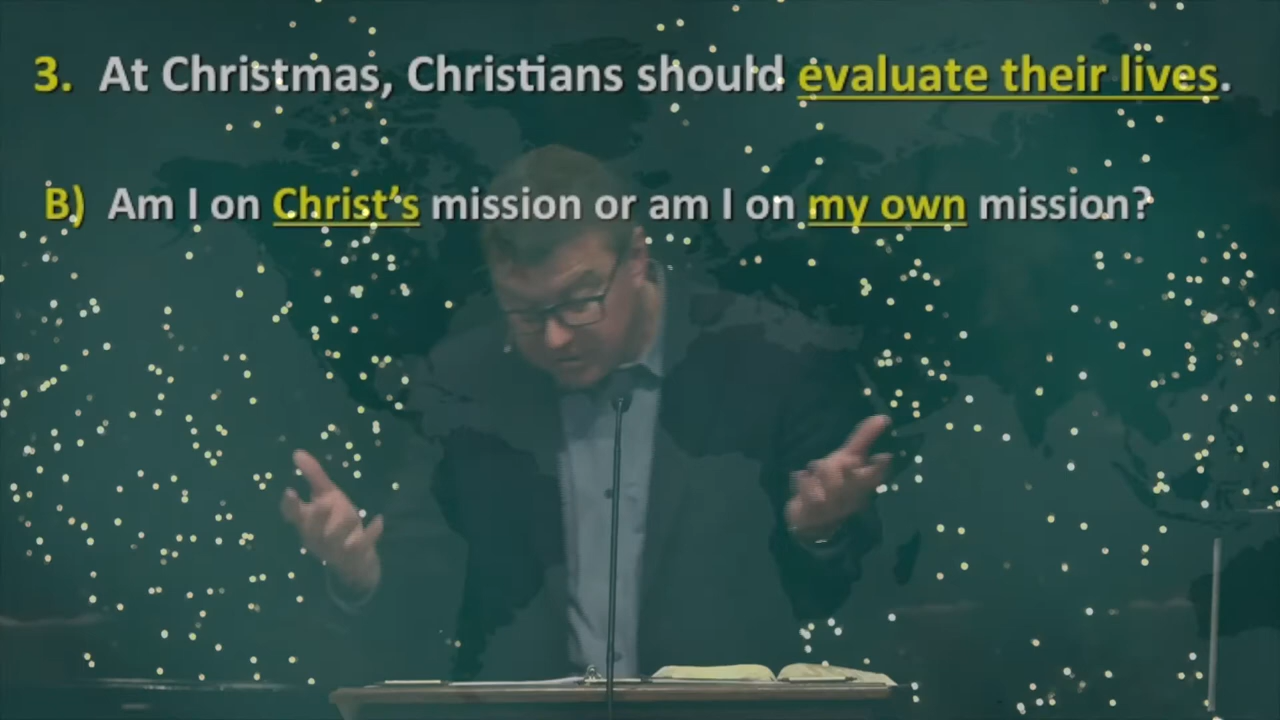 3. At Christmas, Christians should evaluate their lives.
B) Am I on Christ's mission or am I on my own mission?